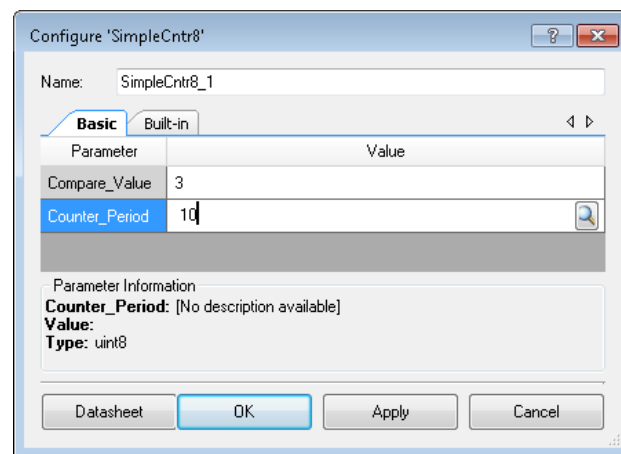 Configure 'SimpleCntr8'
Name: SimpleCntr8_1
Basic Built-in
Parameter Value
Compare_Value 3
Counter_Period 10
Parameter Information
Counter_Period: [No description available]
Value:
Type: uint8
Datasheet OK Apply Cancel